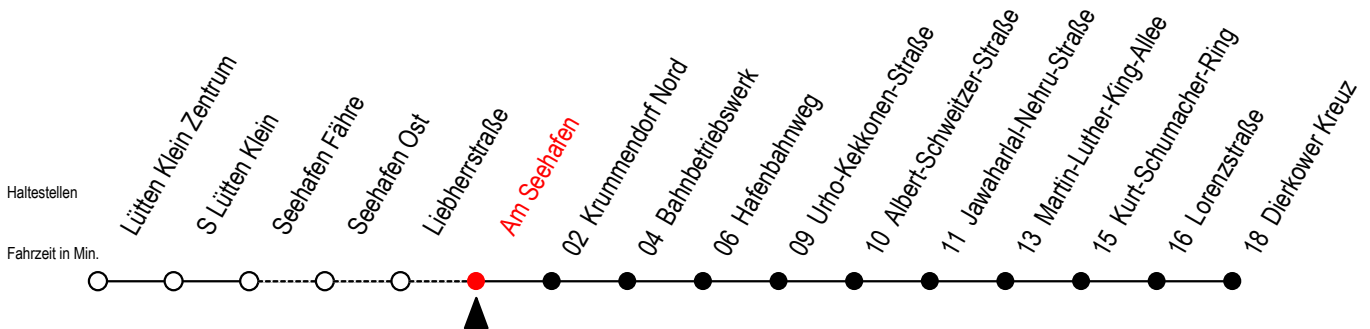 Haltestellen
Fahrzeit in Min.
Lütten Klein Zentrum
S Lütten Klein
Seehafen Fähre
Seehafen Ost
Liebherrstraße
Am Seehafen
02 Krummendorf Nord
04 Bahnbetriebswerk
06 Hafenbahnweg
09 Urho-Kekkonen-Straße
10 Albert-Schweitzer-Straße
11 Jawaharlal-Nehru-Straße
13 Martin-Luther-King-Allee
15 Kurt-Schumacher-Ring
16 Lorenzstraße
18 Dierkower Kreuz